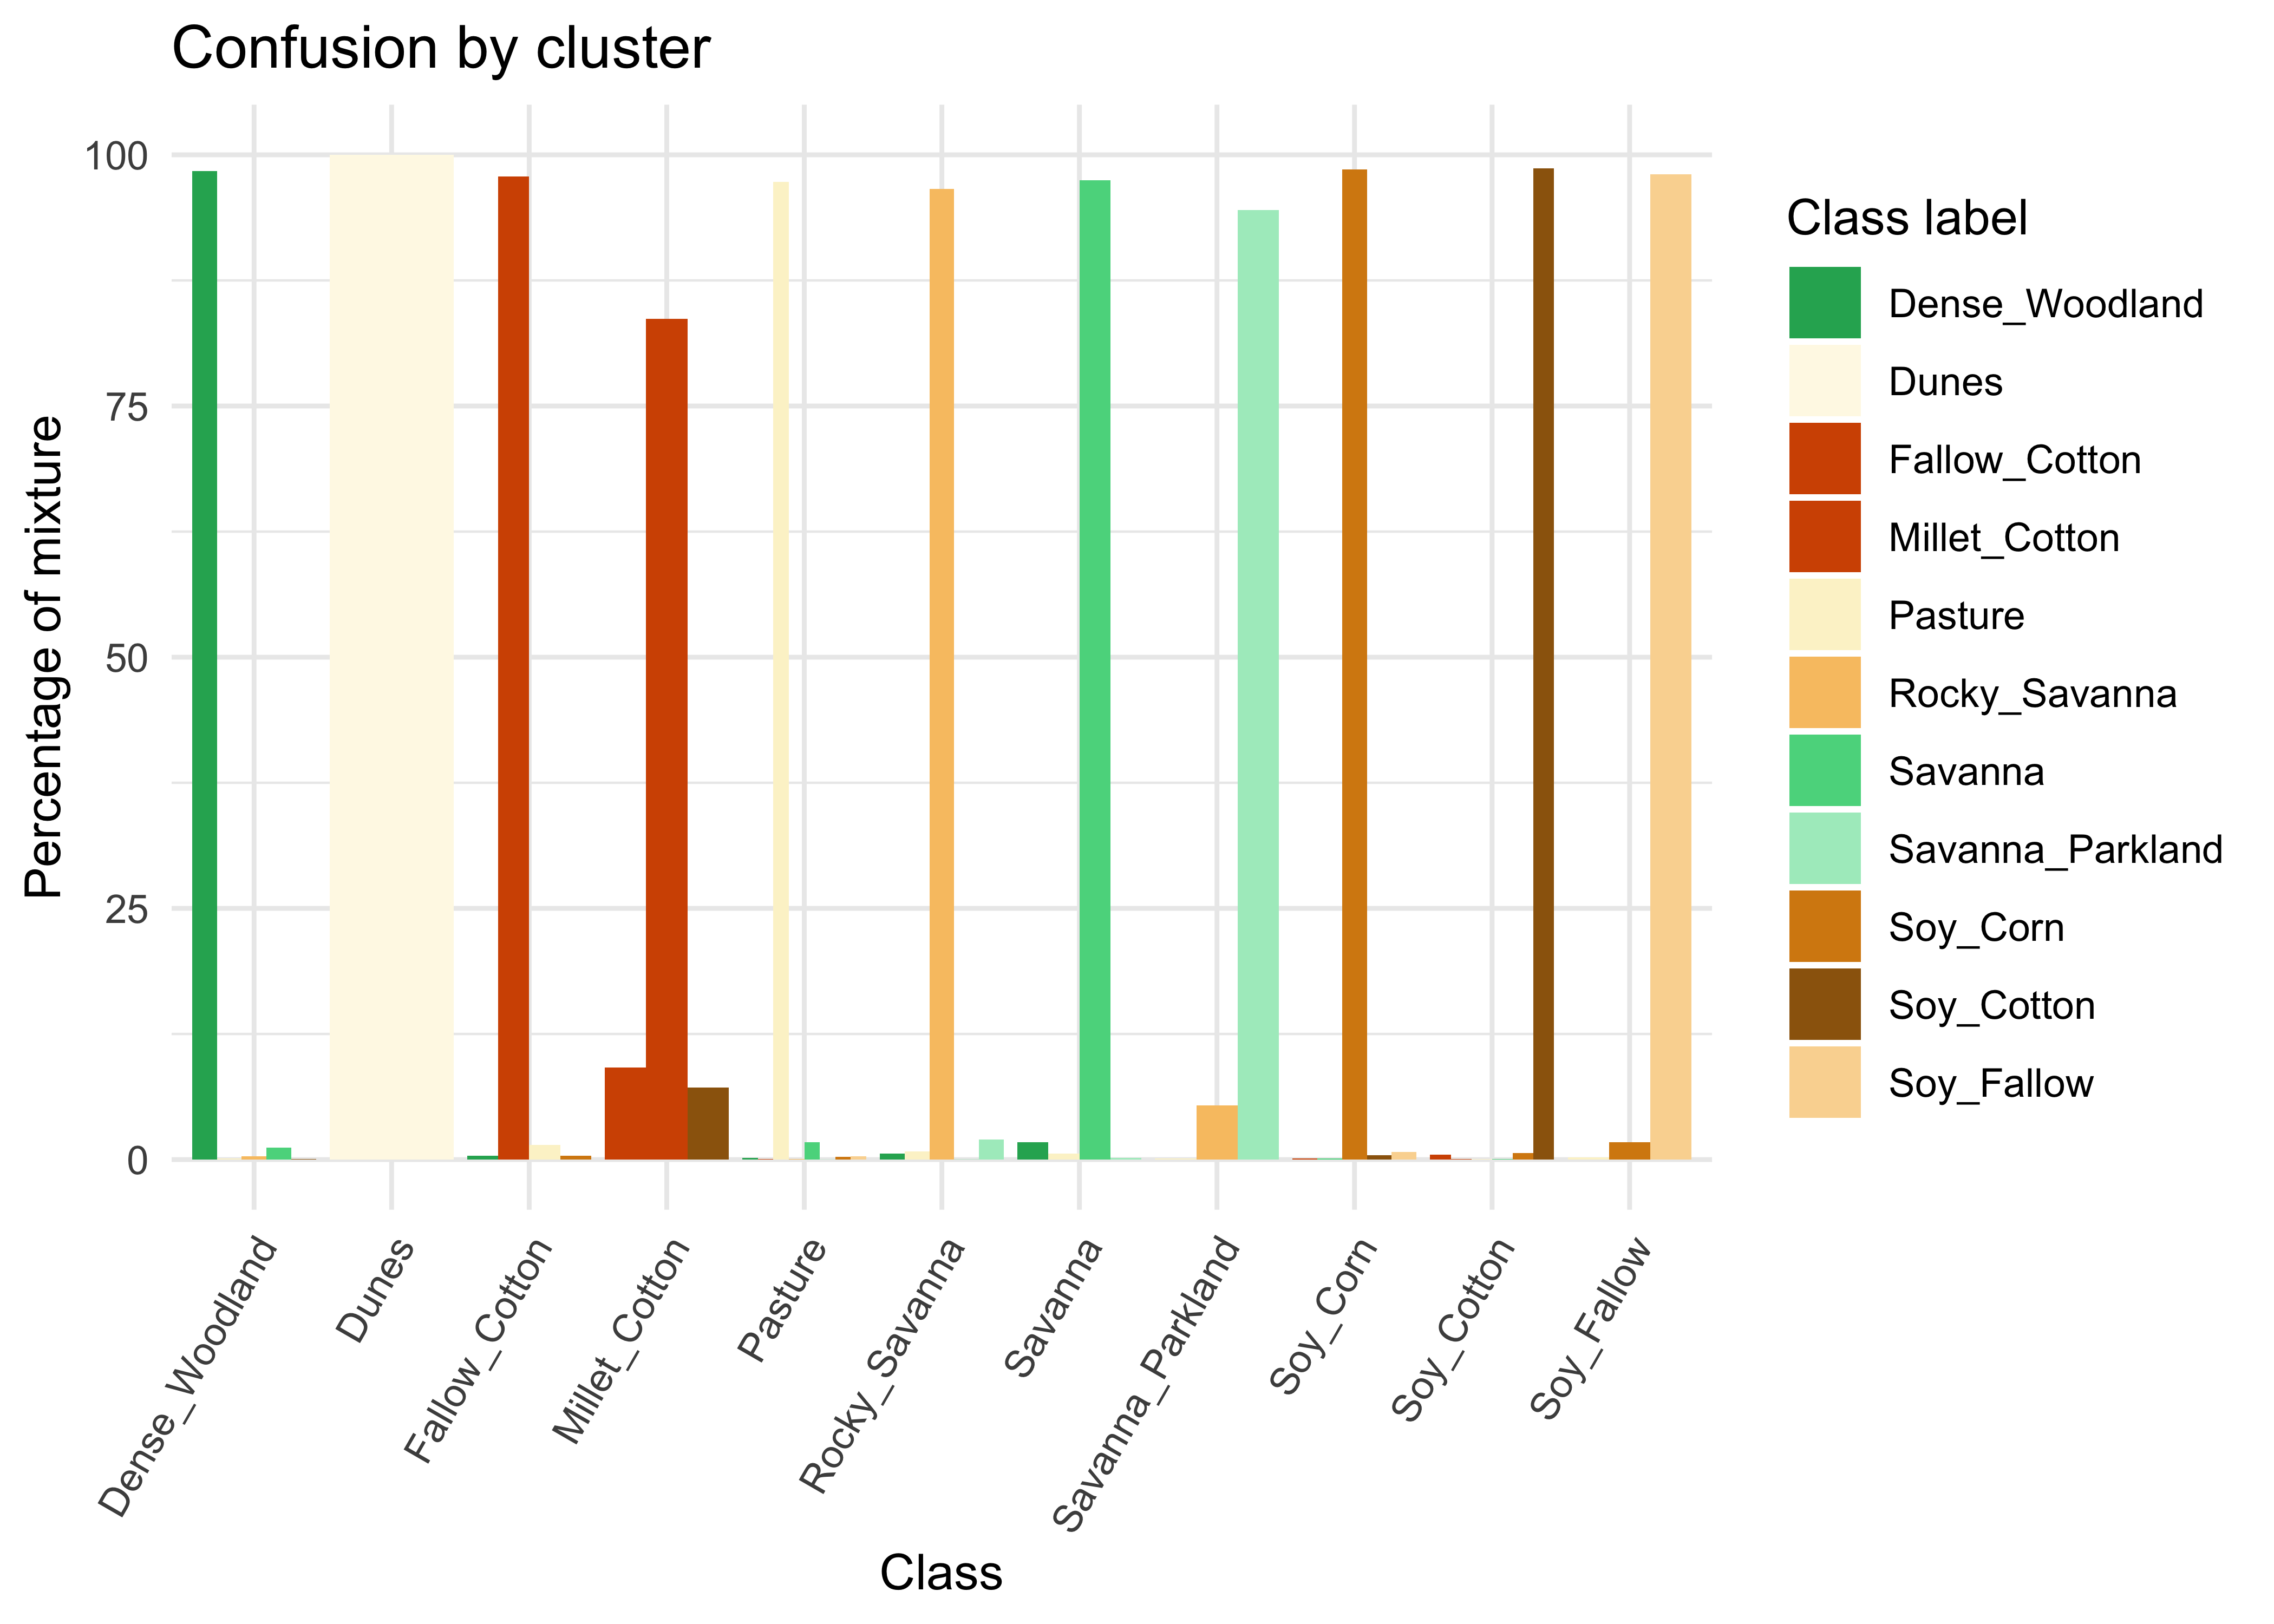 Confusion by cluster
Percentage of mixture
100
75
50
25
0
Dense_Woodland
Dunes
Fallow_Cotton
Millet_Cotton
Pasture
Rocky_Savanna
Savanna
Savanna_Parkland
Soy_Corn
Soy_Cotton
Soy_Fallow
Class
Class label
Dense_Woodland
Dunes
Fallow_Cotton
Millet_Cotton
Pasture
Rocky_Savanna
Savanna
Savanna_Parkland
Soy_Corn
Soy_Cotton
Soy_Fallow